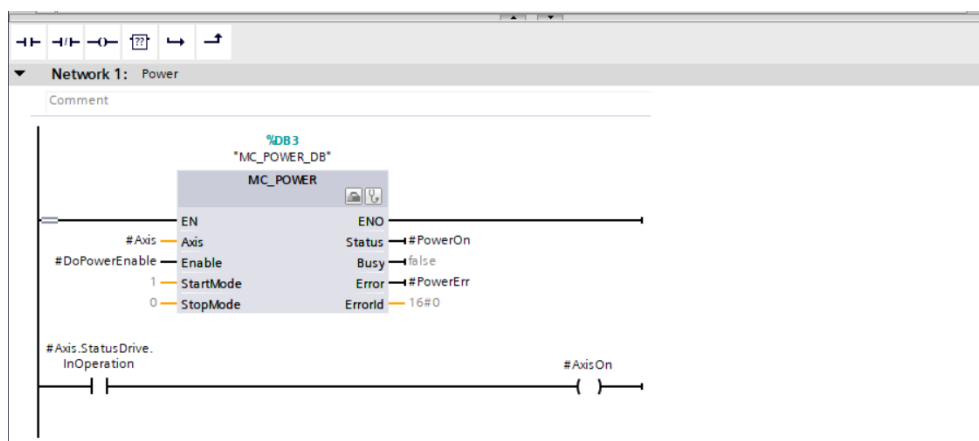 ??
Network 1: Power
Comment
%DB3
"MC_POWER_DB"
MC_POWER
EN ENO
#Axis Axis Status #PowerOn
#DoPowerEnable Enable Busy false
1 StartMode Error #PowerErr
0 StopMode ErrorId 16#0
#Axis.StatusDrive.
InOperation
#AxisOn